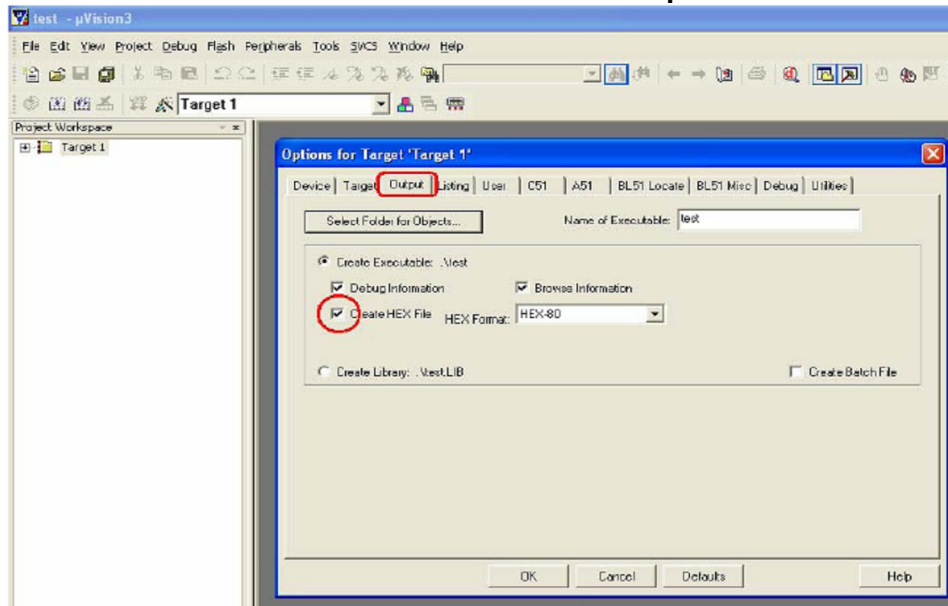 test - µVision3
File Edit View Project Debug Flash Peripherals Tools SVCS Window Help
Target 1
Project Workspace
Target 1
Options for Target 'Target 1'
Device Target Output Listing User C51 A51 BL51 Locate BL51 Misc Debug Utilities
Select Folder for Objects... Name of Executable: test
Create Executable: .\test
Debug Information Browse Information
Create HEX File HEX Format: HEX-80
Create Library: .\test.LIB Create Batch File
OK Cancel Defaults Help